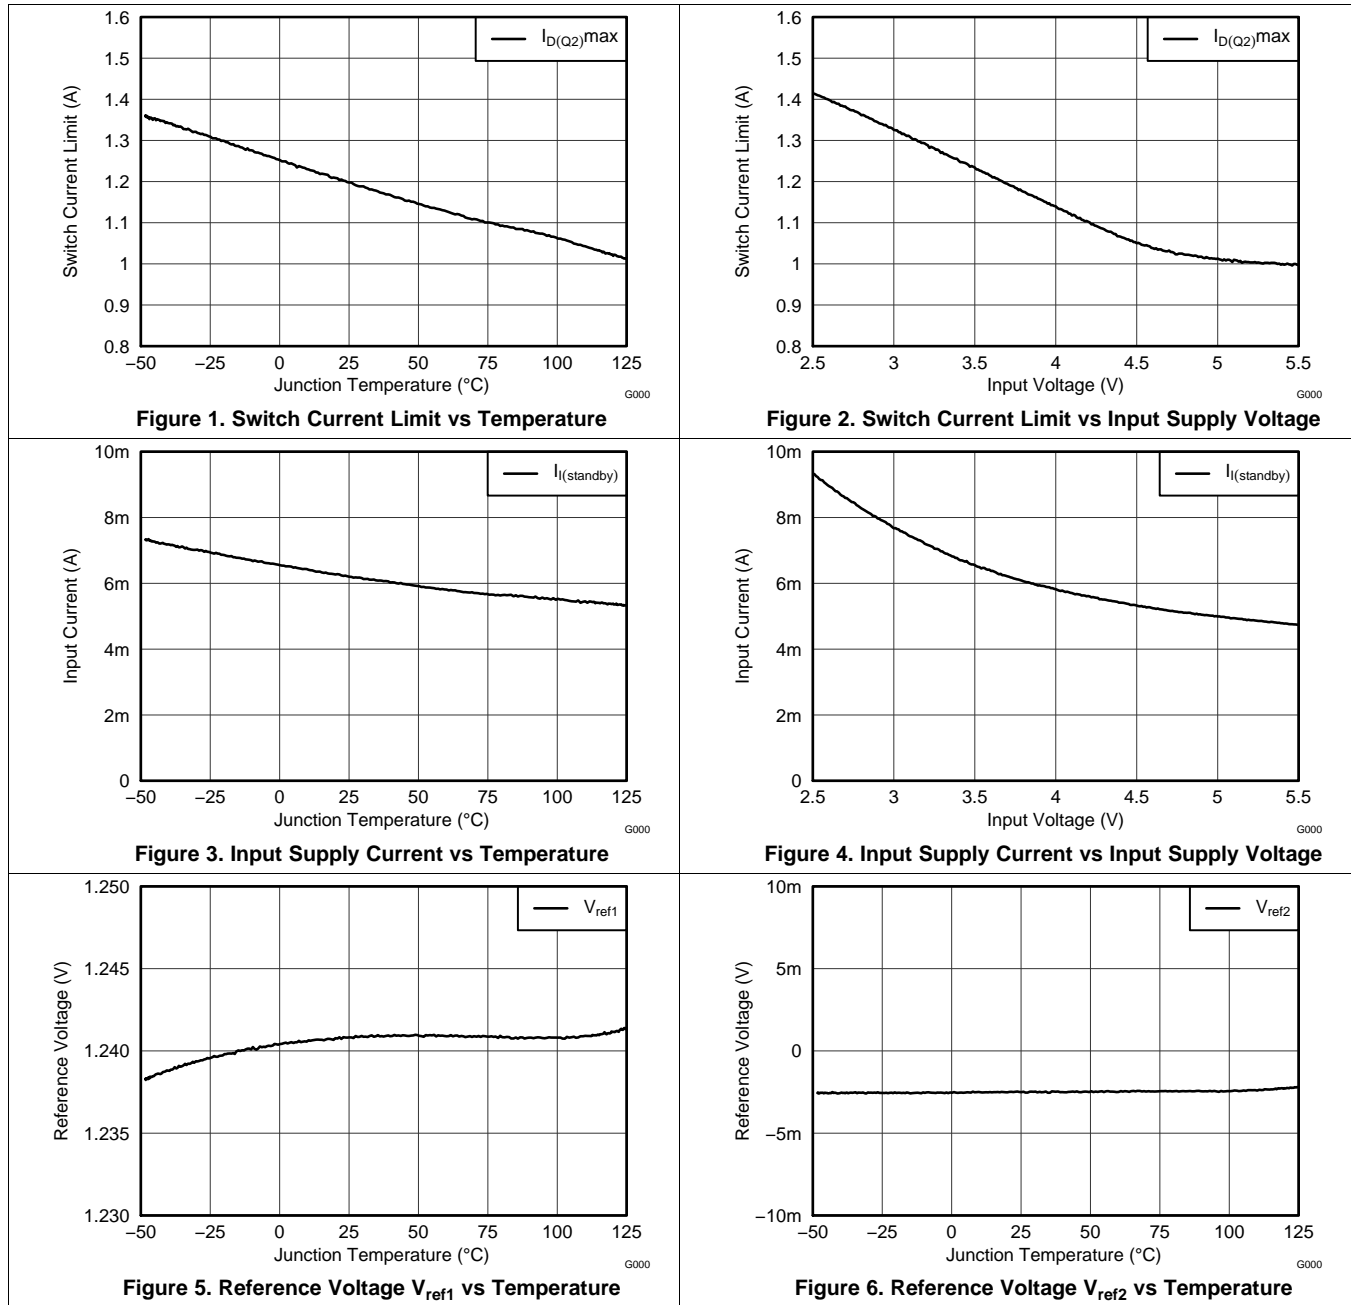 Switch Current Limit (A)
1.6
1.5
1.4
1.3
1.2
1.1
1
0.9
0.8
I_D(Q2)max
−50 −25 0 25 50 75 100 125
Junction Temperature (°C)
G000
Figure 1. Switch Current Limit vs Temperature
Switch Current Limit (A)
1.6
1.5
1.4
1.3
1.2
1.1
1
0.9
0.8
I_D(Q2)max
2.5 3 3.5 4 4.5 5 5.5
Input Voltage (V)
G000
Figure 2. Switch Current Limit vs Input Supply Voltage
Input Current (A)
10m
8m
6m
4m
2m
0
I_I(standby)
−50 −25 0 25 50 75 100 125
Junction Temperature (°C)
G000
Figure 3. Input Supply Current vs Temperature
Input Current (A)
10m
8m
6m
4m
2m
0
I_I(standby)
2.5 3 3.5 4 4.5 5 5.5
Input Voltage (V)
G000
Figure 4. Input Supply Current vs Input Supply Voltage
Reference Voltage (V)
1.250
1.245
1.240
1.235
1.230
V_ref1
−50 −25 0 25 50 75 100 125
Junction Temperature (°C)
G000
Figure 5. Reference Voltage V_ref1 vs Temperature
Reference Voltage (V)
10m
5m
0
−5m
−10m
V_ref2
−50 −25 0 25 50 75 100 125
Junction Temperature (°C)
G000
Figure 6. Reference Voltage V_ref2 vs Temperature